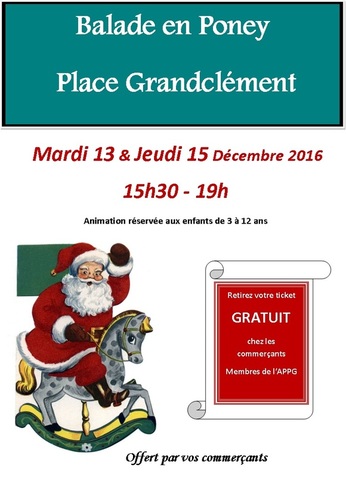 Balade en Poney
Place Grandclément
Mardi 13 & Jeudi 15 Décembre 2016
15h30 - 19h
Animation réservée aux enfants de 3 à 12 ans
Retirez votre ticket
GRATUIT
chez les
commerçants
Membres de l'APPG
Offert par vos commerçants